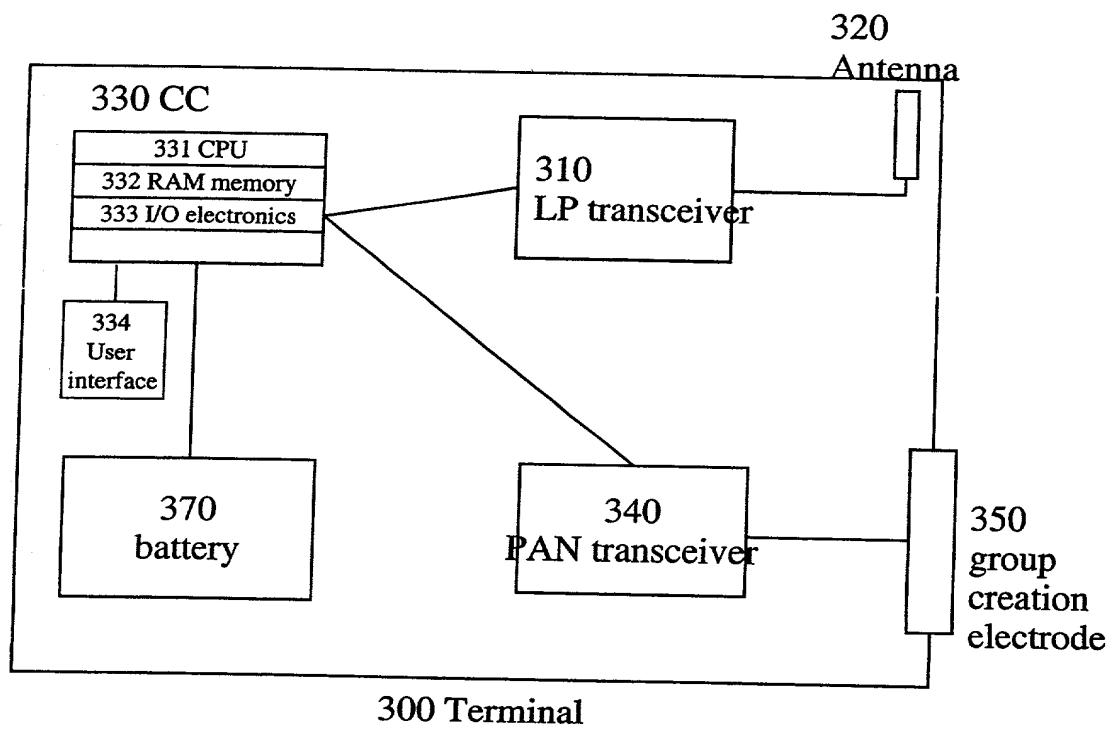 320
Antenna
330 CC
331 CPU
332 RAM memory
333 I/O electronics
310
LP transceiver
334
User
interface
370
battery
340
PAN transceiver
350
group
creation
electrode
300 Terminal